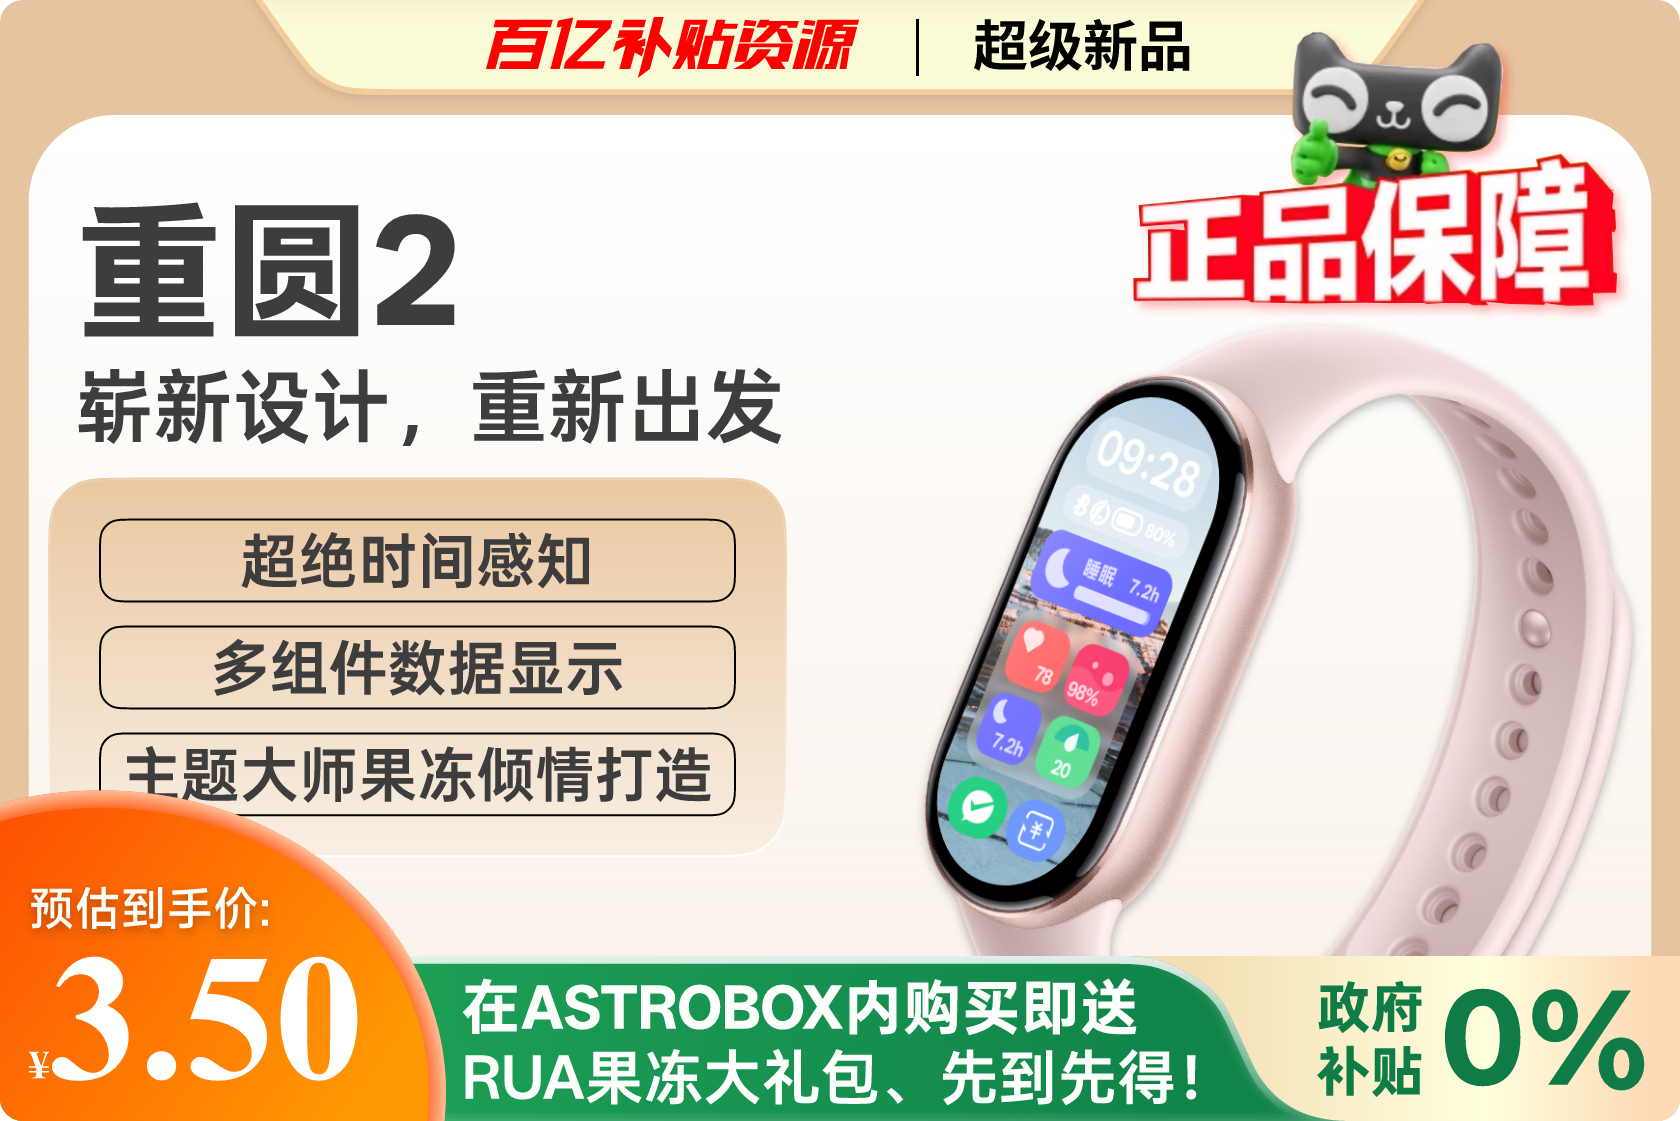 百亿补贴资源
超级新品
正品保障
重圆2
崭新设计，重新出发
超绝时间感知
多组件数据显示
主题大师果冻倾情打造
09:28
80%
睡眠 7.2h
78
98%
7.2h
20
预估到手价:
¥3.50
在ASTROBOX内购买即送
RUA果冻大礼包、先到先得！
政府
补贴
0%